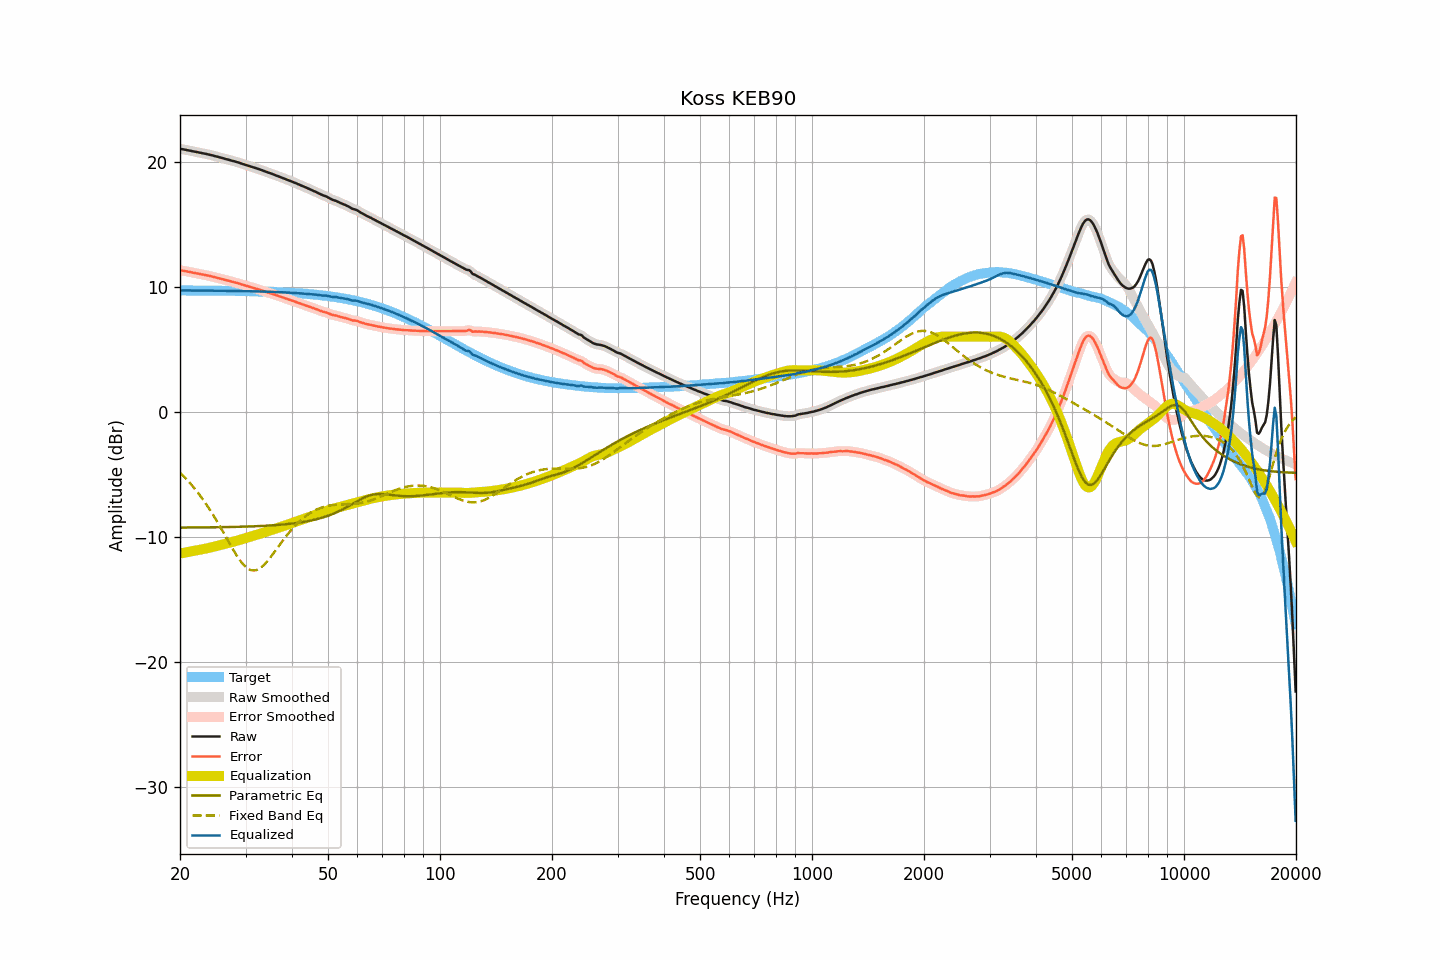 Koss KEB90
Amplitude (dBr)
20
10
0
−10
−20
−30
Target
Raw Smoothed
Error Smoothed
Raw
Error
Equalization
Parametric Eq
Fixed Band Eq
Equalized
20 50 100 200 500 1000 2000 5000 10000 20000
Frequency (Hz)